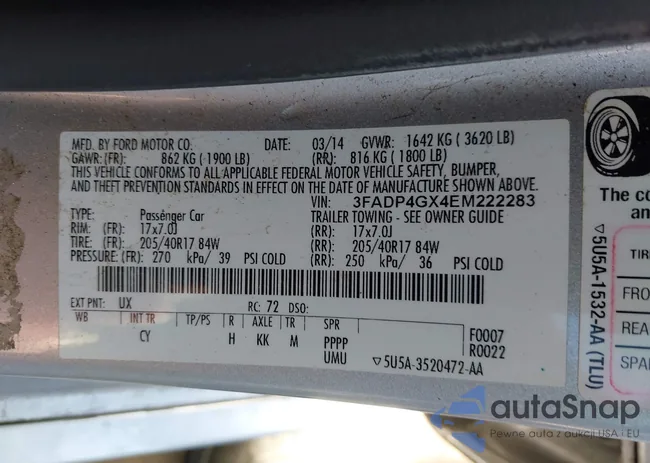 MFD. BY FORD MOTOR CO. DATE: 03/14 GVWR: 1642 KG ( 3620 LB)
GAWR: (FR): 862 KG ( 1900 LB) (RR): 816 KG ( 1800 LB)
THIS VEHICLE CONFORMS TO ALL APPLICABLE FEDERAL MOTOR VEHICLE SAFETY, BUMPER,
AND THEFT PREVENTION STANDARDS IN EFFECT ON THE DATE OF MANUFACTURE SHOWN ABOVE.
VIN: 3FADP4GX4EM222283
TYPE: Passenger Car TRAILER TOWING - SEE OWNER GUIDE
RIM: (FR): 17x7.0J (RR): 17x7.0J
TIRE: (FR): 205/40R17 84W (RR): 205/40R17 84W
PRESSURE: (FR): 270 kPa/ 39 PSI COLD (RR): 250 kPa/ 36 PSI COLD
EXT PNT: UX RC: 72 DSO:
WB INT TR TP/PS R AXLE TR SPR
CY H KK M PPPP F0007
UMU R0022
▽5U5A-3520472-AA
▽5U5A-1532-AA (TLU)
The co
an
TIR
FRO
REA
SPA
autaSnap
Pewne auta z aukcji USA i EU